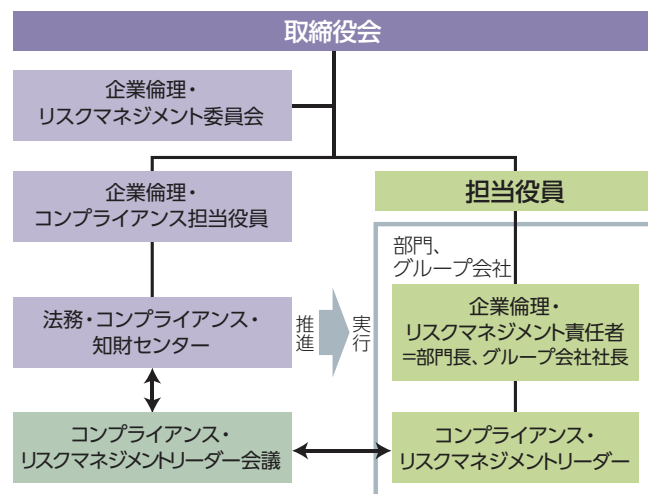 取締役会
企業倫理・
リスクマネジメント委員会
企業倫理・
コンプライアンス担当役員
担当役員
部門、
グループ会社
法務・コンプライアンス・
知財センター
推進
実行
企業倫理・
リスクマネジメント責任者
=部門長、グループ会社社長
コンプライアンス・
リスクマネジメントリーダー会議
コンプライアンス・
リスクマネジメントリーダー